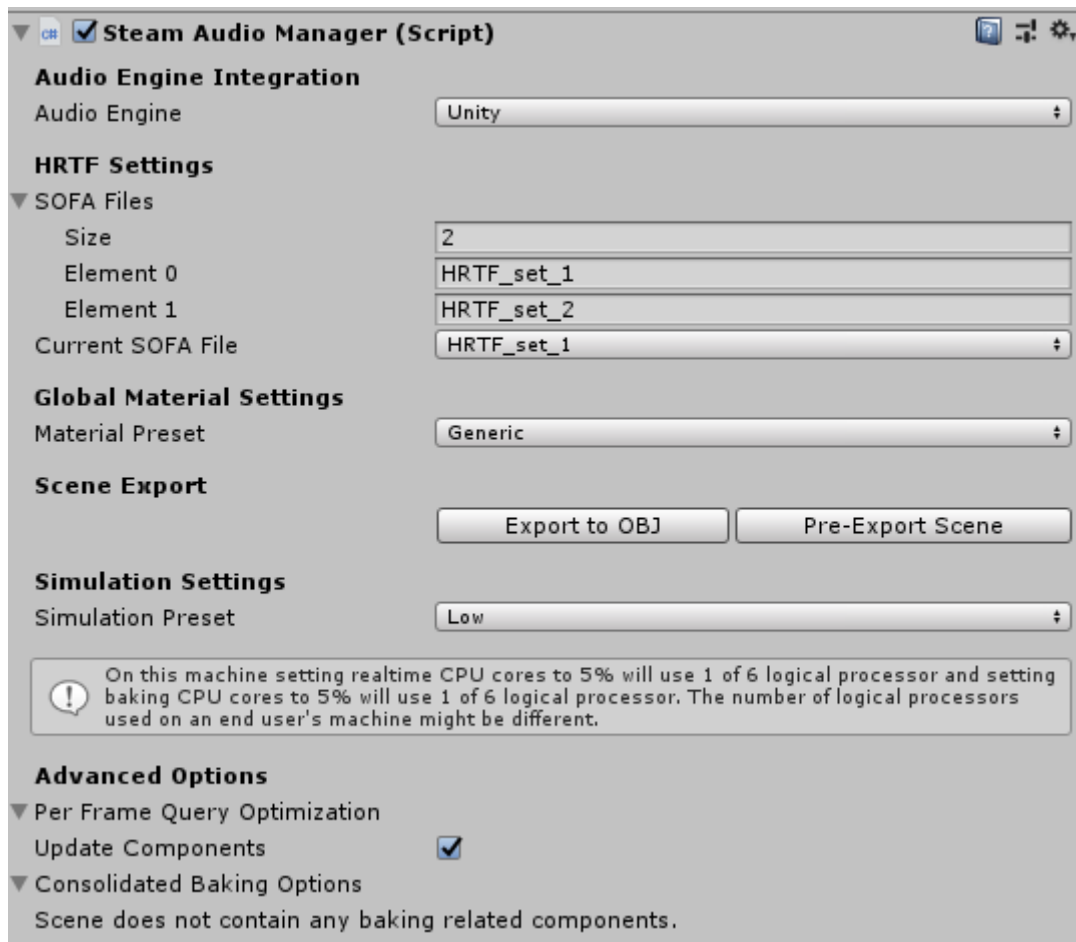 Steam Audio Manager (Script)
Audio Engine Integration
Audio Engine Unity
HRTF Settings
SOFA Files
Size 2
Element 0 HRTF_set_1
Element 1 HRTF_set_2
Current SOFA File HRTF_set_1
Global Material Settings
Material Preset Generic
Scene Export
Export to OBJ Pre-Export Scene
Simulation Settings
Simulation Preset Low
On this machine setting realtime CPU cores to 5% will use 1 of 6 logical processor and setting
baking CPU cores to 5% will use 1 of 6 logical processor. The number of logical processors
used on an end user's machine might be different.
Advanced Options
Per Frame Query Optimization
Update Components
Consolidated Baking Options
Scene does not contain any baking related components.